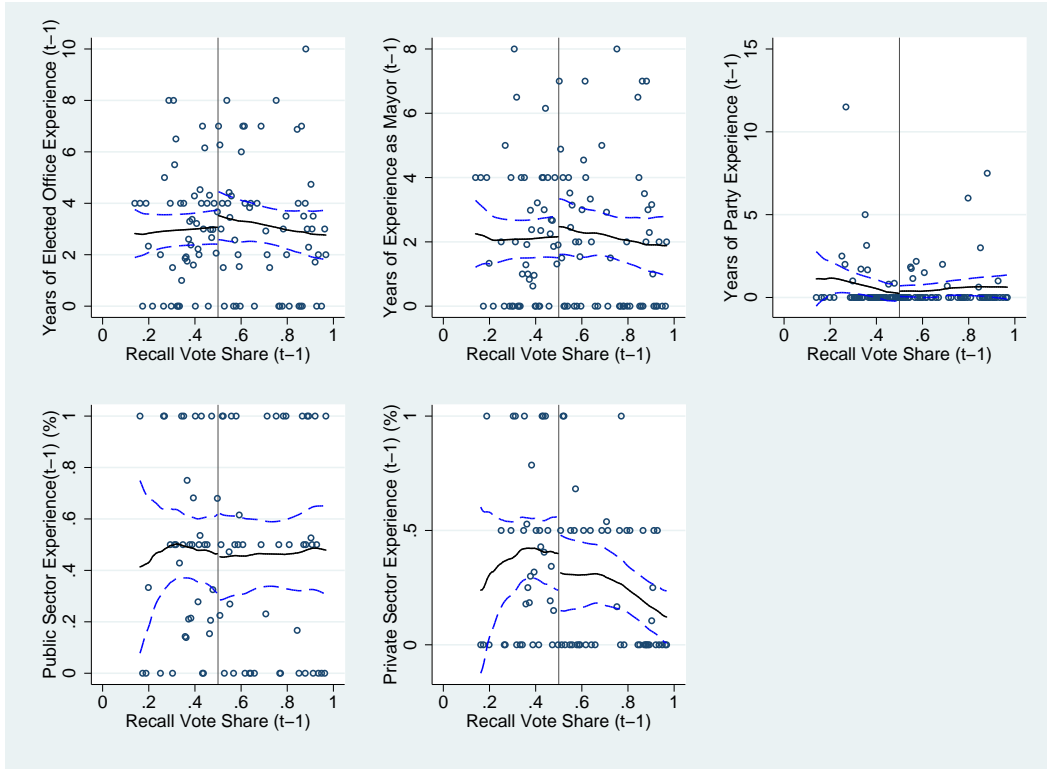 Years of Elected Office Experience (t−1)
0 2 4 6 8 10
0 .2 .4 .6 .8 1
Recall Vote Share (t−1)
Years of Experience as Mayor (t−1)
0 2 4 6 8
0 .2 .4 .6 .8 1
Recall Vote Share (t−1)
Years of Party Experience (t−1)
0 5 10 15
0 .2 .4 .6 .8 1
Recall Vote Share (t−1)
Public Sector Experience(t−1) (%)
0 .2 .4 .6 .8 1
0 .2 .4 .6 .8 1
Recall Vote Share (t−1)
Private Sector Experience (t−1) (%)
0 .5 1
0 .2 .4 .6 .8 1
Recall Vote Share (t−1)